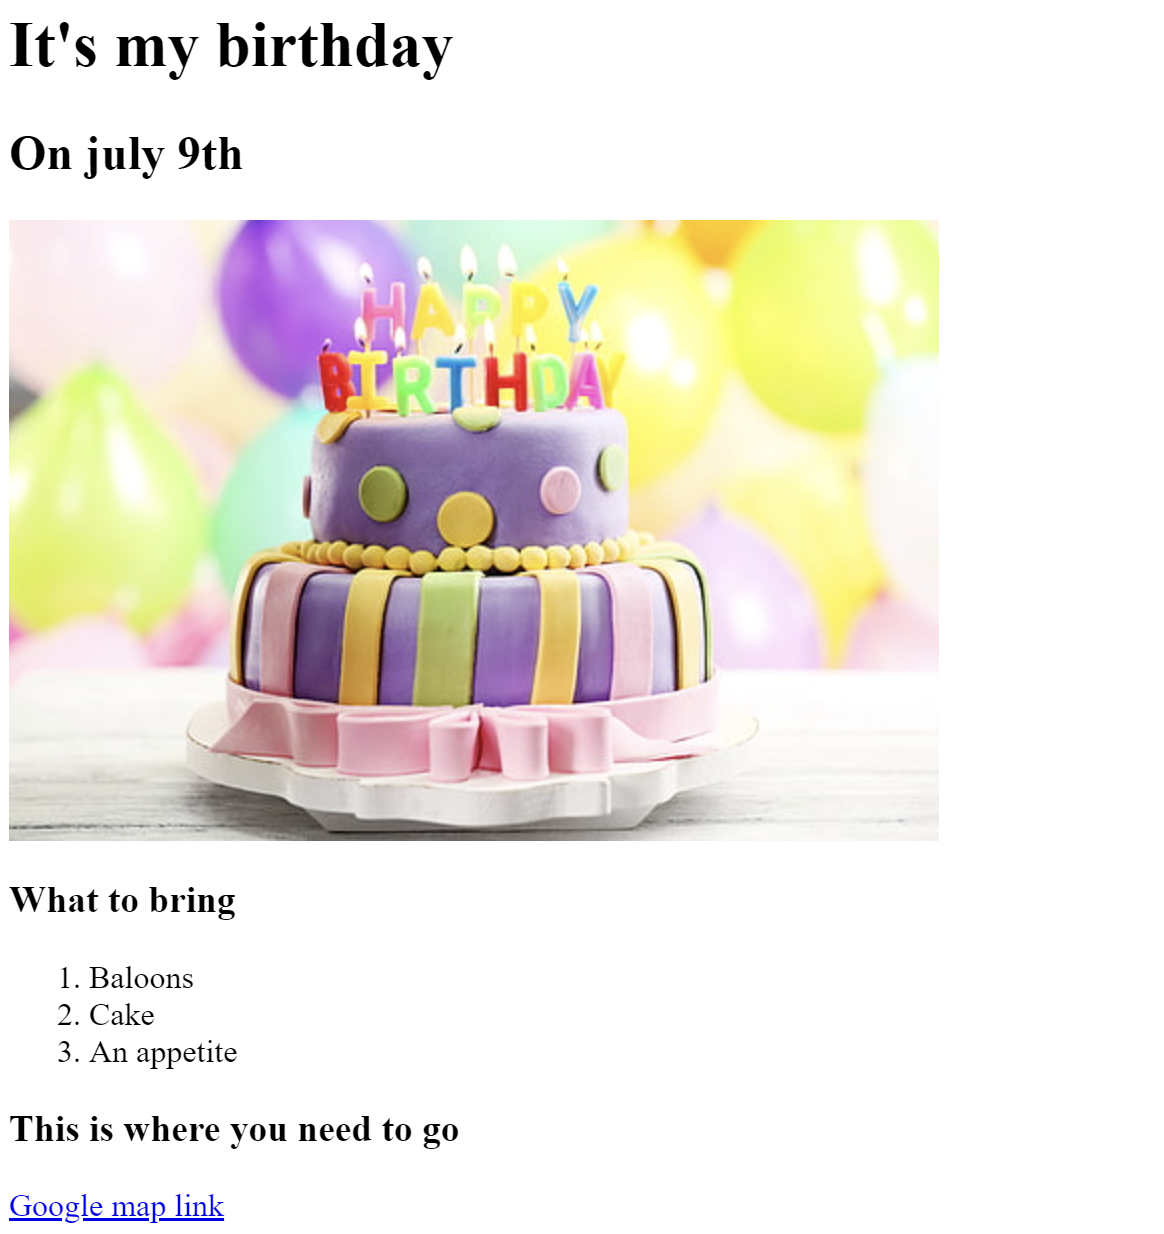 It's my birthday
On july 9th
HAPPY
BIRTHDAY
What to bring
1. Baloons
2. Cake
3. An appetite
This is where you need to go
Google map link